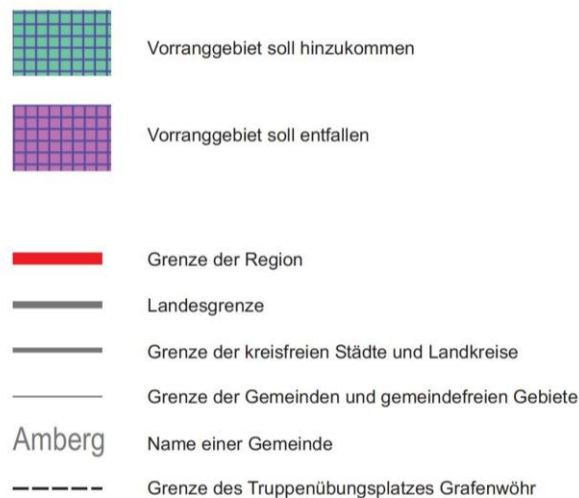 Vorranggebiet soll hinzukommen
Vorranggebiet soll entfallen
Grenze der Region
Landesgrenze
Grenze der kreisfreien Städte und Landkreise
Grenze der Gemeinden und gemeindefreien Gebiete
Amberg Name einer Gemeinde
Grenze des Truppenübungsplatzes Grafenwöhr